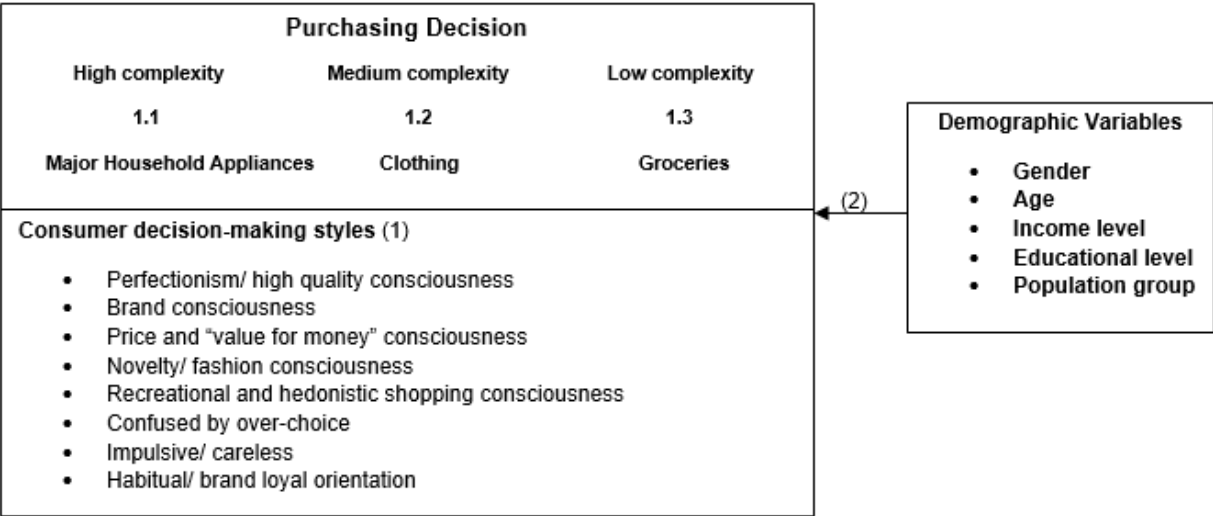 Purchasing Decision
High complexity Medium complexity Low complexity
1.1 1.2 1.3
Major Household Appliances Clothing Groceries
Consumer decision-making styles (1)
• Perfectionism/ high quality consciousness
• Brand consciousness
• Price and “value for money” consciousness
• Novelty/ fashion consciousness
• Recreational and hedonistic shopping consciousness
• Confused by over-choice
• Impulsive/ careless
• Habitual/ brand loyal orientation
(2)
Demographic Variables
• Gender
• Age
• Income level
• Educational level
• Population group